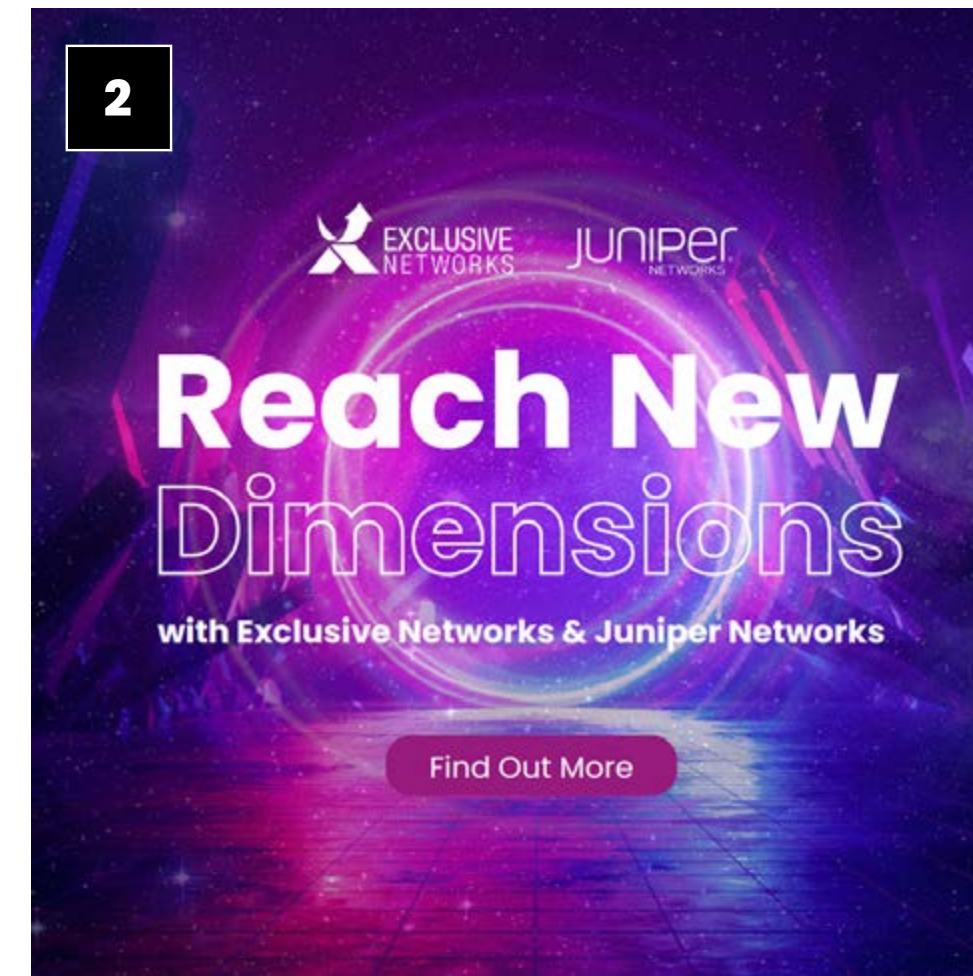 2
EXCLUSIVE
NETWORKS
JUNIPER
NETWORKS
Reach New
Dimensions
with Exclusive Networks & Juniper Networks
Find Out More